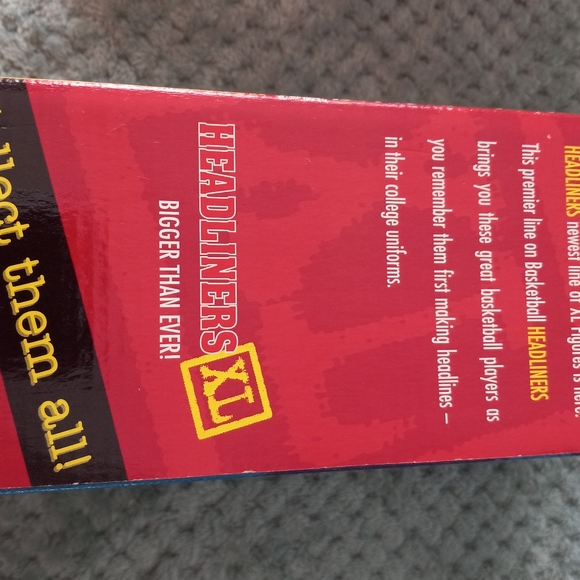 HEADLINERS newest line of XL Figures is here.
This premier line on Basketball HEADLINERS
brings you these great basketball players as
you remember them first making headlines –
in their college uniforms.
HEADLINERS XL
BIGGER THAN EVER!
them all!